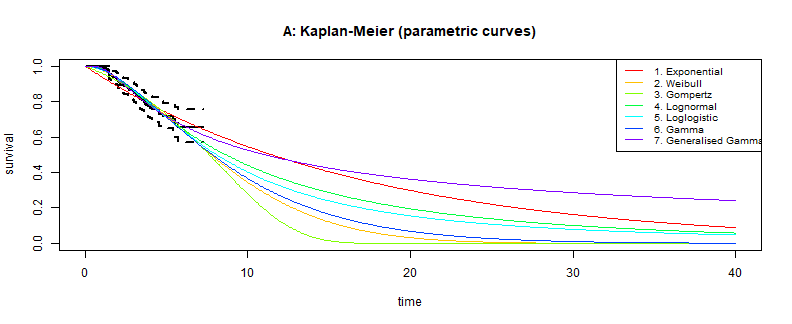 A: Kaplan-Meier (parametric curves)
1. Exponential
2. Weibull
3. Gompertz
4. Lognormal
5. Loglogistic
6. Gamma
7. Generalised Gamma
survival
1.0
0.8
0.6
0.4
0.2
0.0
0 10 20 30 40
time